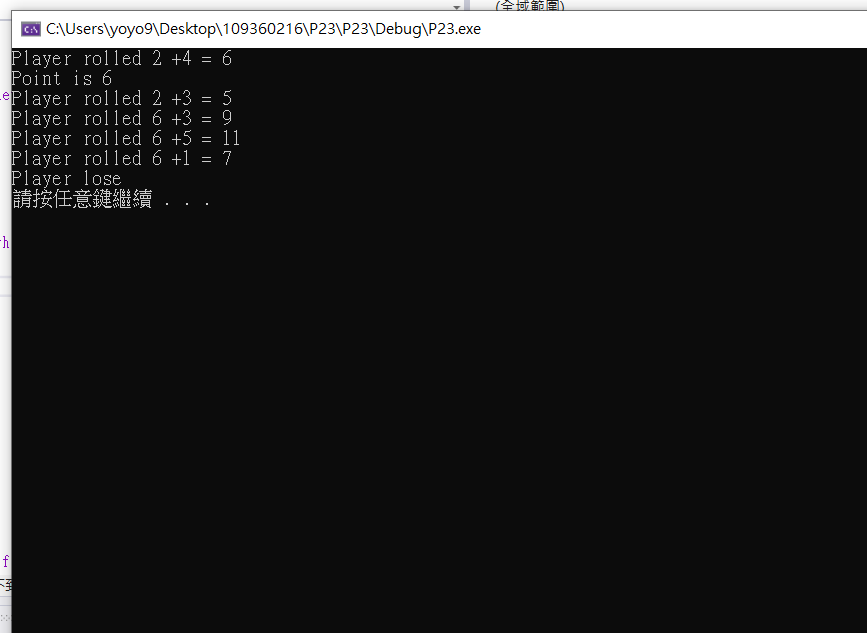 (全域範圍)
C:\Users\yoyo9\Desktop\109360216\P23\P23\Debug\P23.exe
Player rolled 2 +4 = 6
Point is 6
Player rolled 2 +3 = 5
Player rolled 6 +3 = 9
Player rolled 6 +5 = 11
Player rolled 6 +1 = 7
Player lose
請按任意鍵繼續 . . .